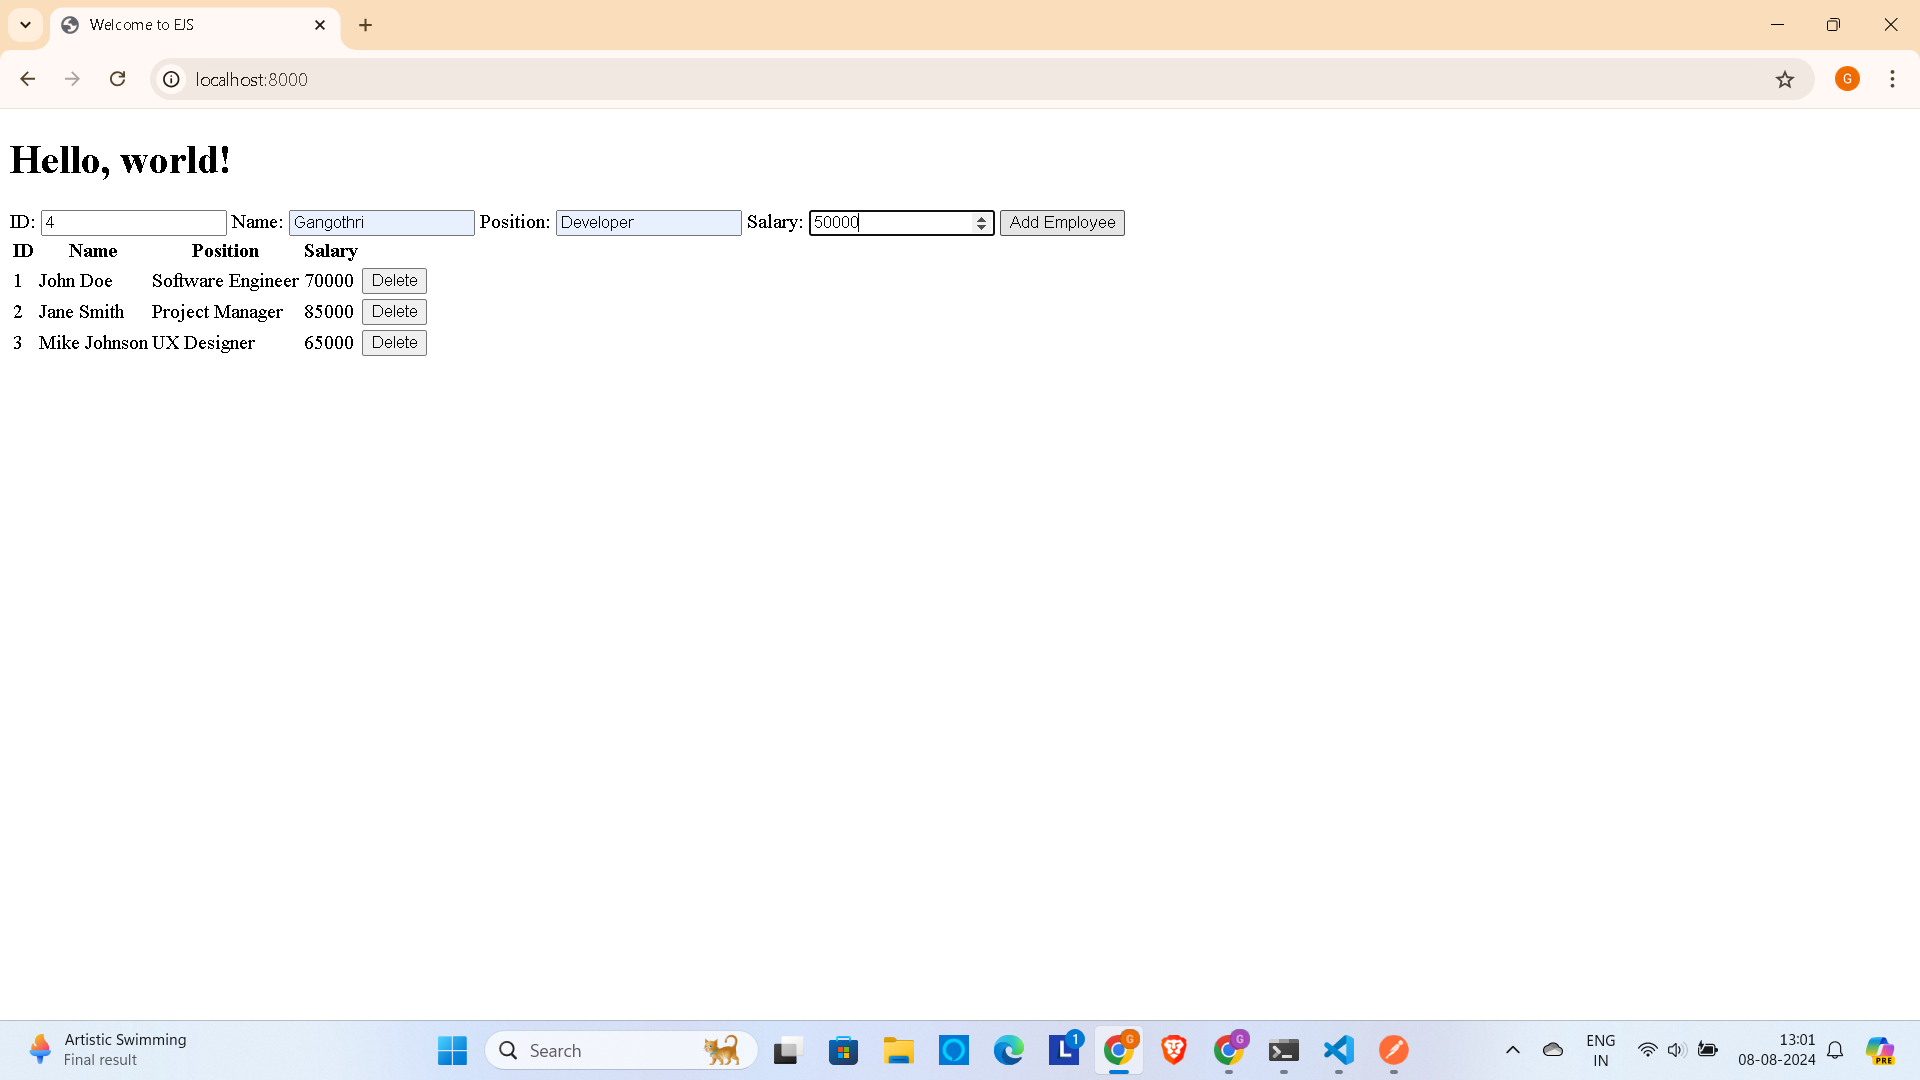 Welcome to EJS
localhost:8000
G
Hello, world!
ID: 4 Name: Gangothri Position: Developer Salary: 50000 Add Employee
ID Name Position Salary
1 John Doe Software Engineer 70000 Delete
2 Jane Smith Project Manager 85000 Delete
3 Mike Johnson UX Designer 65000 Delete
Artistic Swimming
Final result
Search
L 1
G
G
ENG
IN
13:01
08-08-2024
PRE